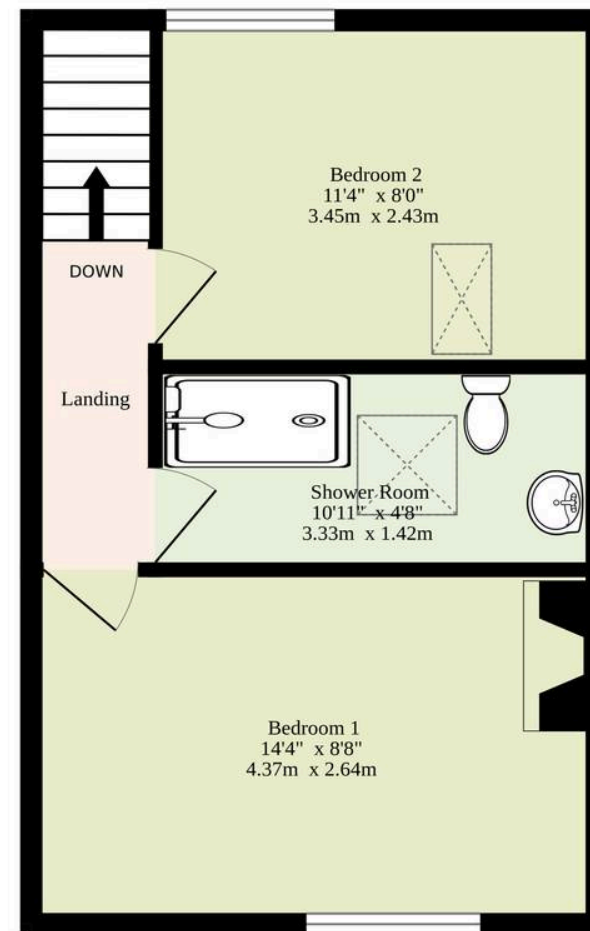 Bedroom 2
11'4" x 8'0"
3.45m x 2.43m
DOWN
Landing
Shower Room
10'11" x 4'8"
3.33m x 1.42m
Bedroom 1
14'4" x 8'8"
4.37m x 2.64m